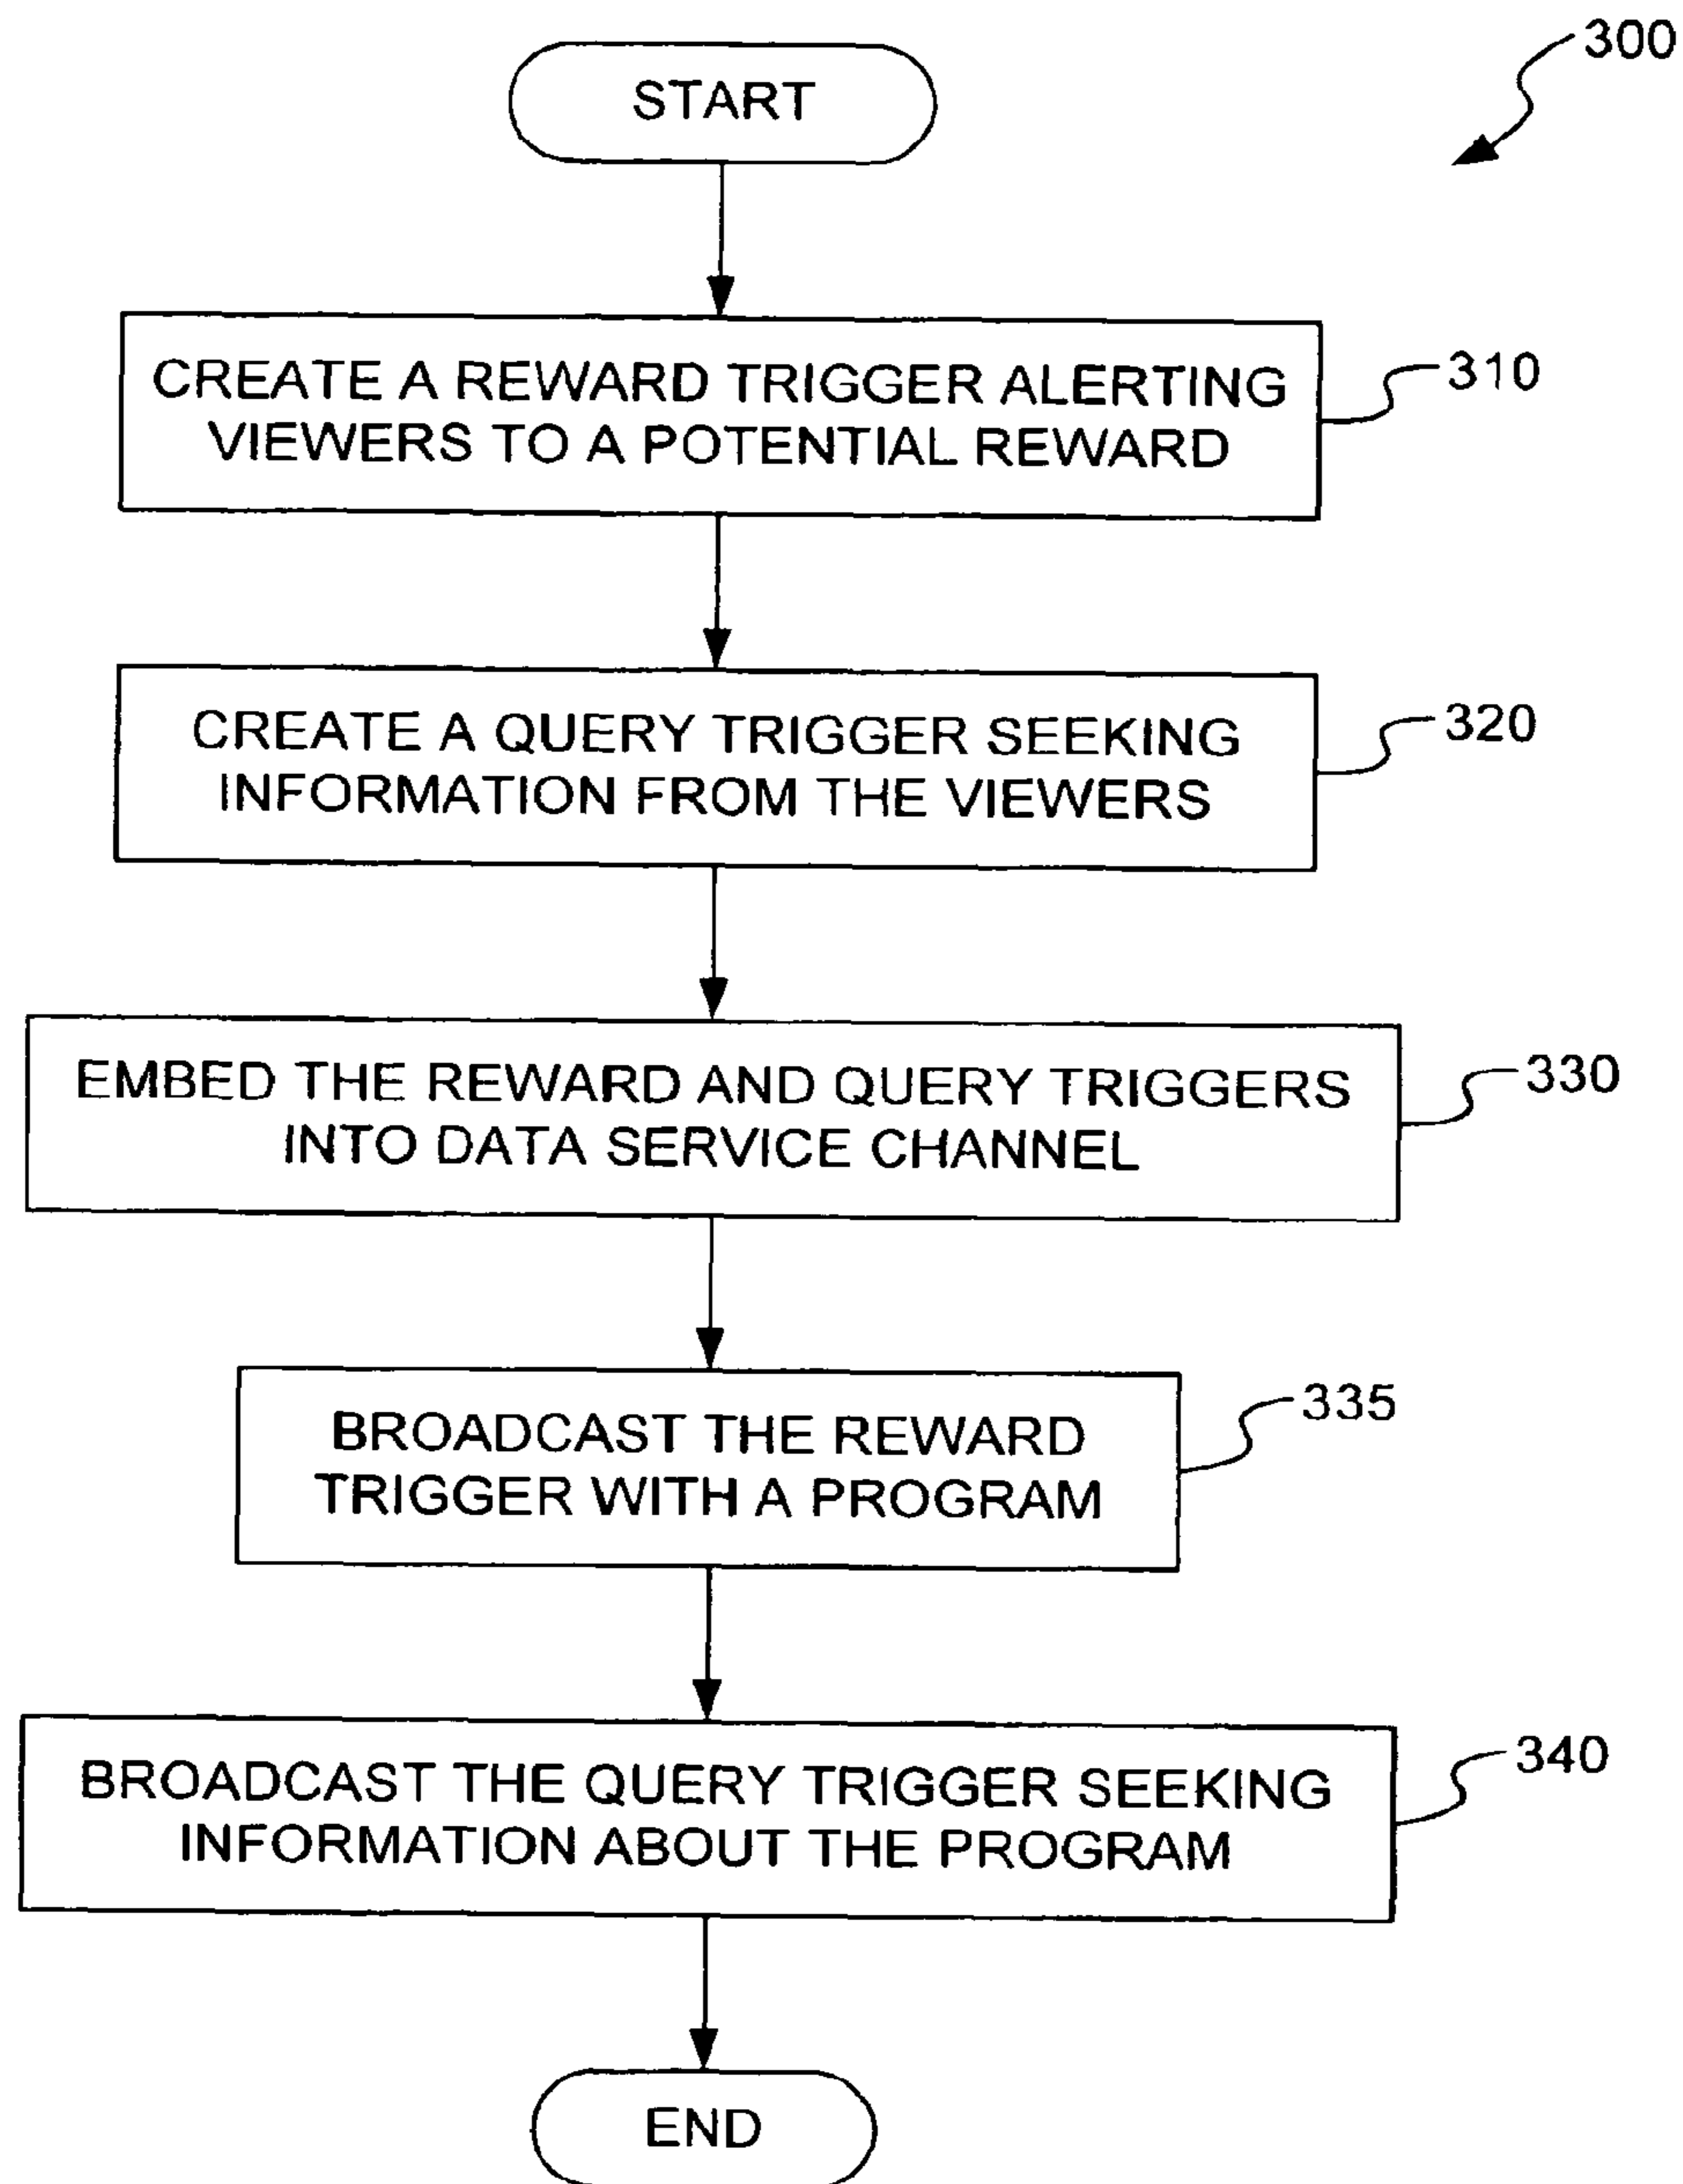 300
START
CREATE A REWARD TRIGGER ALERTING
VIEWERS TO A POTENTIAL REWARD
310
CREATE A QUERY TRIGGER SEEKING
INFORMATION FROM THE VIEWERS
320
EMBED THE REWARD AND QUERY TRIGGERS
INTO DATA SERVICE CHANNEL
330
BROADCAST THE REWARD
TRIGGER WITH A PROGRAM
335
BROADCAST THE QUERY TRIGGER SEEKING
INFORMATION ABOUT THE PROGRAM
340
END